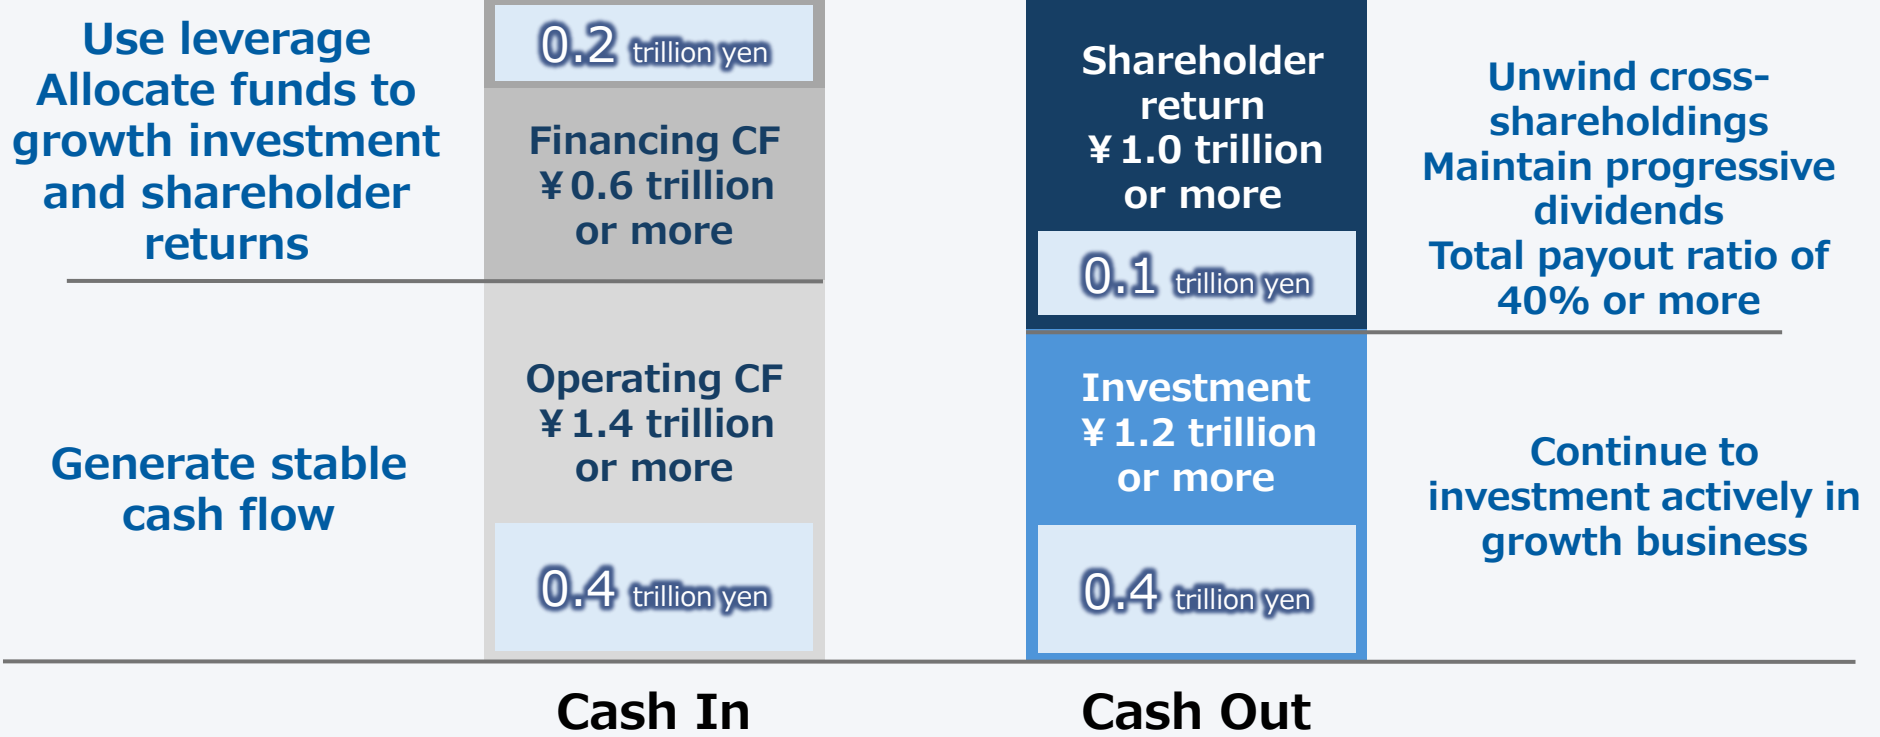 Use leverage
Allocate funds to
growth investment
and shareholder
returns
Generate stable
cash flow
0.2 trillion yen
Financing CF
¥0.6 trillion
or more
Operating CF
¥1.4 trillion
or more
0.4 trillion yen
Cash In
Shareholder
return
¥1.0 trillion
or more
0.1 trillion yen
Investment
¥1.2 trillion
or more
0.4 trillion yen
Cash Out
Unwind cross-
shareholdings
Maintain progressive
dividends
Total payout ratio of
40% or more
Continue to
investment actively in
growth business